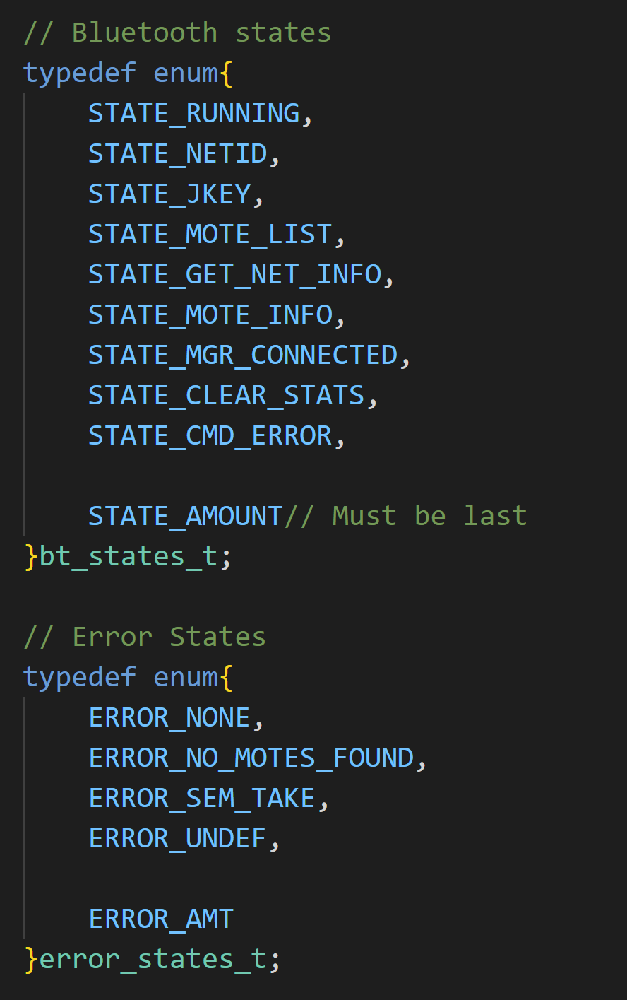 // Bluetooth states
typedef enum{
    STATE_RUNNING,
    STATE_NETID,
    STATE_JKEY,
    STATE_MOTE_LIST,
    STATE_GET_NET_INFO,
    STATE_MOTE_INFO,
    STATE_MGR_CONNECTED,
    STATE_CLEAR_STATS,
    STATE_CMD_ERROR,

    STATE_AMOUNT// Must be last
}bt_states_t;

// Error States
typedef enum{
    ERROR_NONE,
    ERROR_NO_MOTES_FOUND,
    ERROR_SEM_TAKE,
    ERROR_UNDEF,

    ERROR_AMT
}error_states_t;